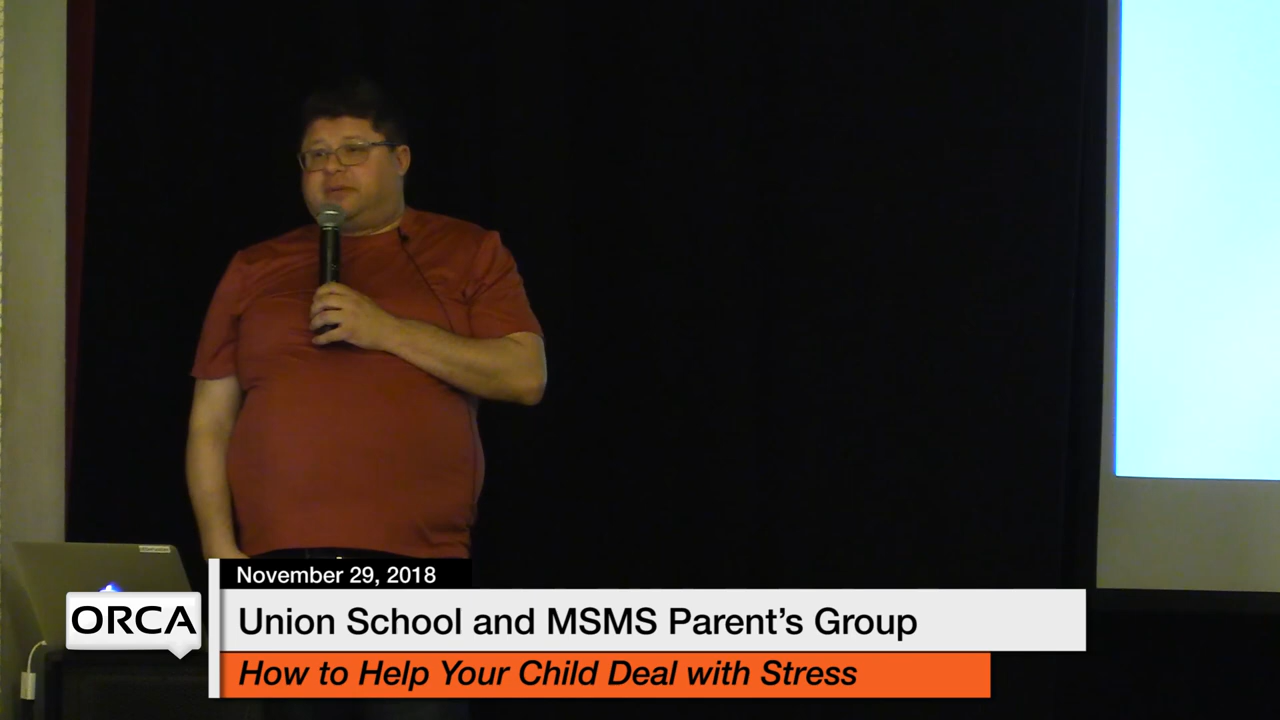 November 29, 2018
ORCA
Union School and MSMS Parent’s Group
How to Help Your Child Deal with Stress